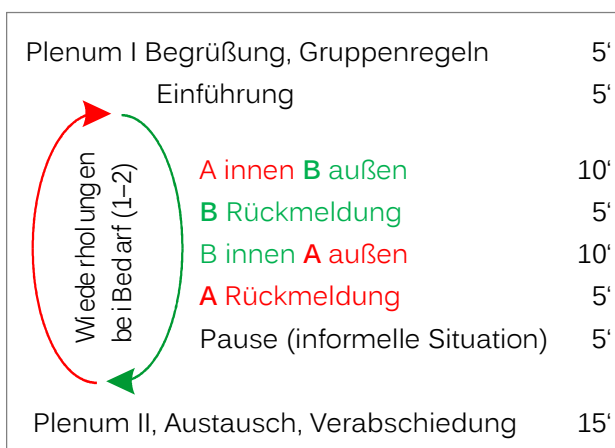 Plenum I Begrüßung, Gruppenregeln 5‘
Einführung 5‘
Wiederholungen
bei Bedarf (1–2)
A innen B außen 10‘
B Rückmeldung 5‘
B innen A außen 10‘
A Rückmeldung 5‘
Pause (informelle Situation) 5‘
Plenum II, Austausch, Verabschiedung 15‘